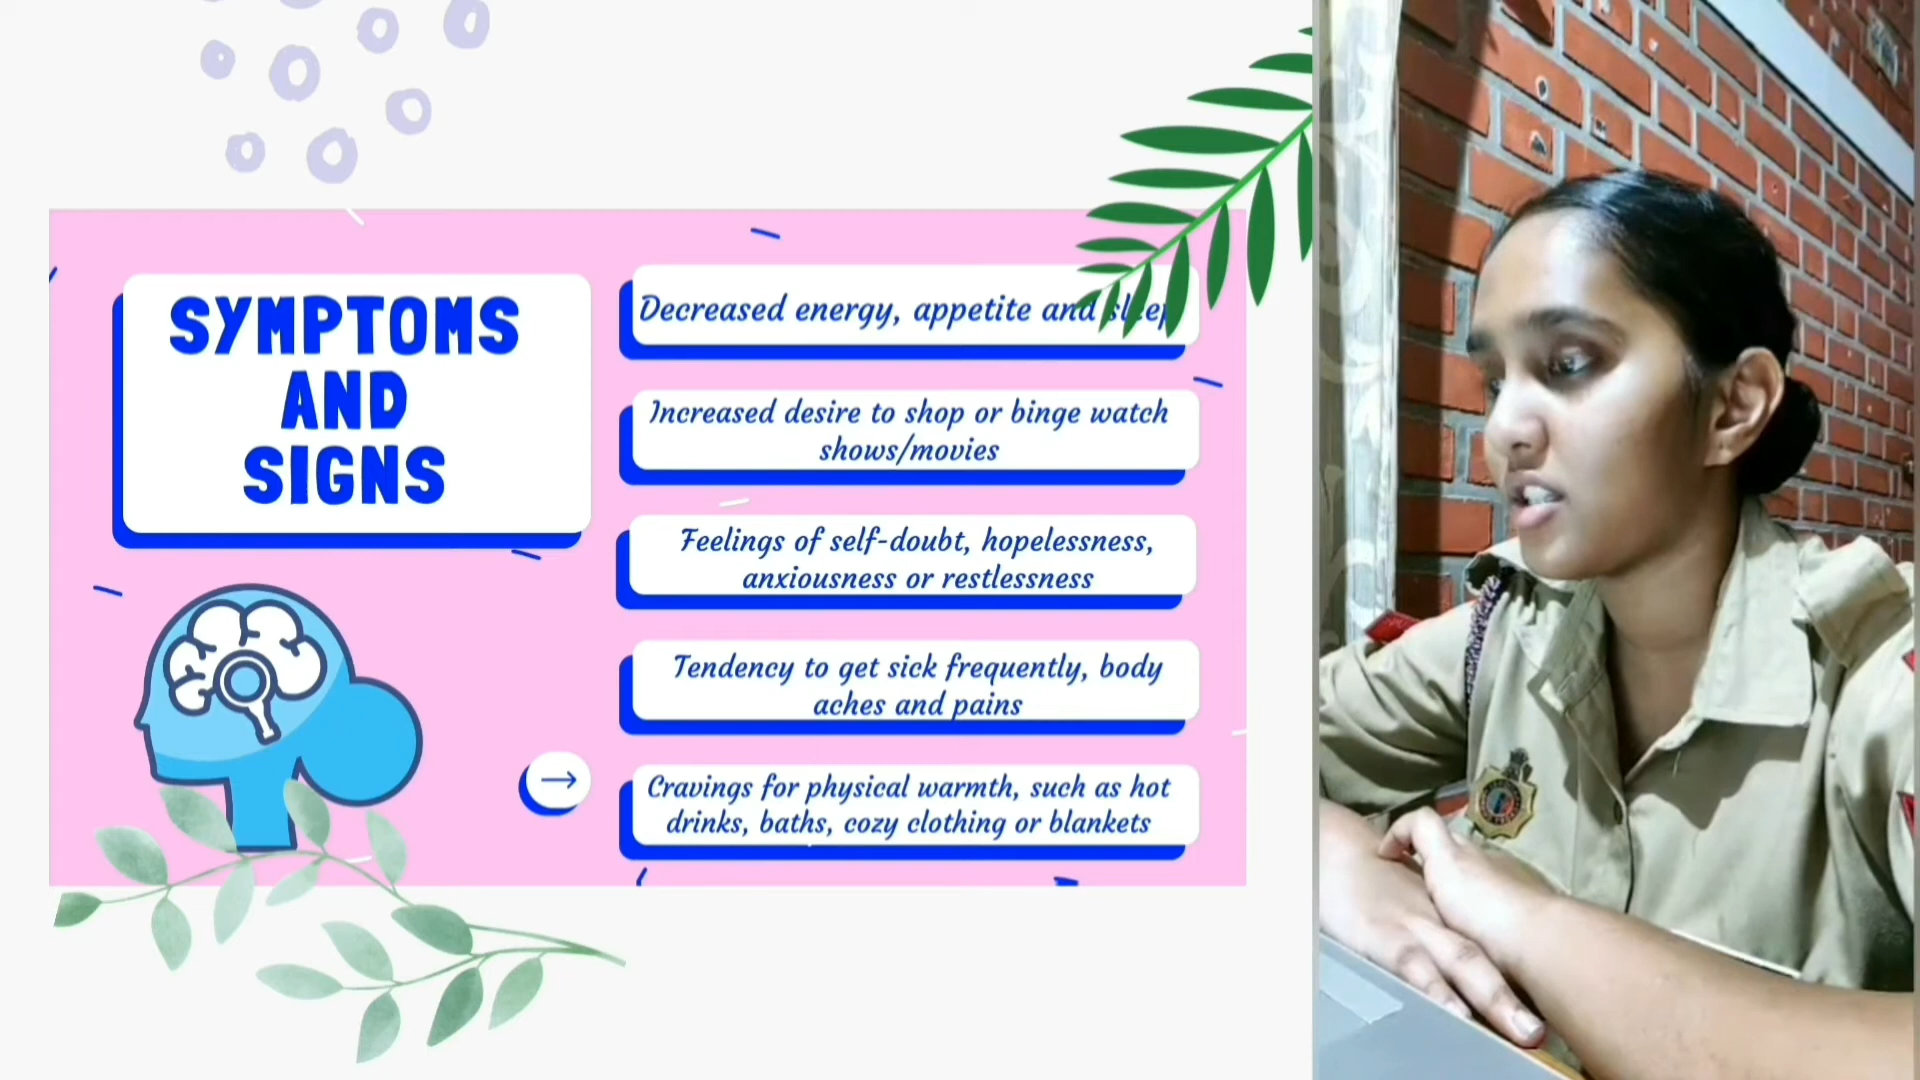 SYMPTOMS
AND
SIGNS
Decreased energy, appetite and sleep
Increased desire to shop or binge watch
shows/movies
Feelings of self-doubt, hopelessness,
anxiousness or restlessness
Tendency to get sick frequently, body
aches and pains
Cravings for physical warmth, such as hot
drinks, baths, cozy clothing or blankets